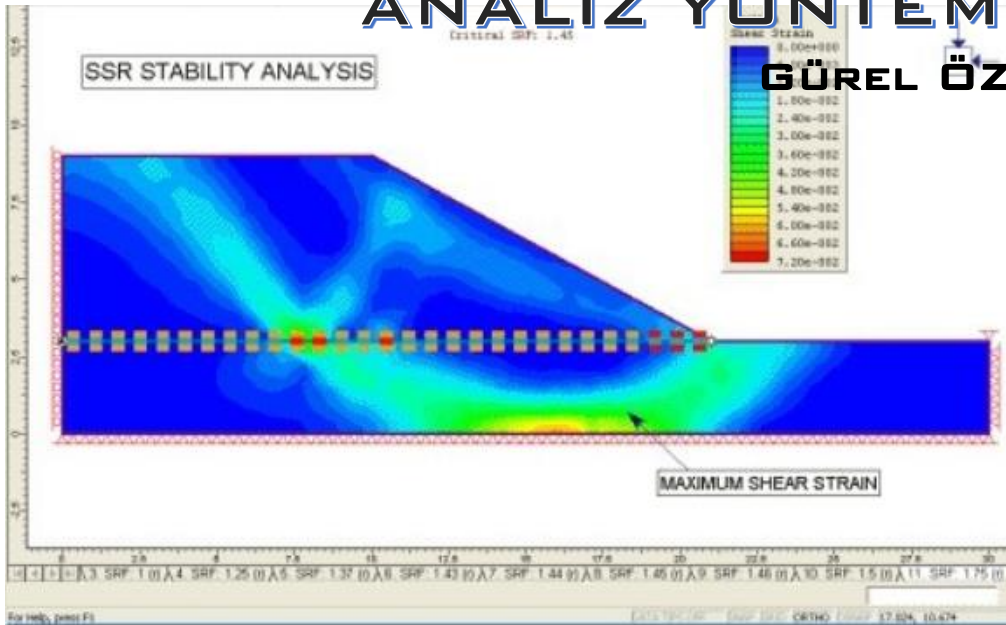 ANALİZ YÖNTEM
Critical SRF: 1.45
Shear Strain
0.00e+000
GÜREL ÖZ
SSR STABILITY ANALYSIS
1.80e-002
2.40e-002
3.00e-002
3.60e-002
4.20e-002
4.80e-002
5.40e-002
6.00e-002
6.60e-002
7.20e-002
MAXIMUM SHEAR STRAIN
3. SRF: 1 4. SRF: 1.25 5. SRF: 1.37 6. SRF: 1.43 7. SRF: 1.44 8. SRF: 1.45 9. SRF: 1.46 10. SRF: 1.5 11. SRF: 1.75
For Help, press F1
ORTHO 17.024, 10.674